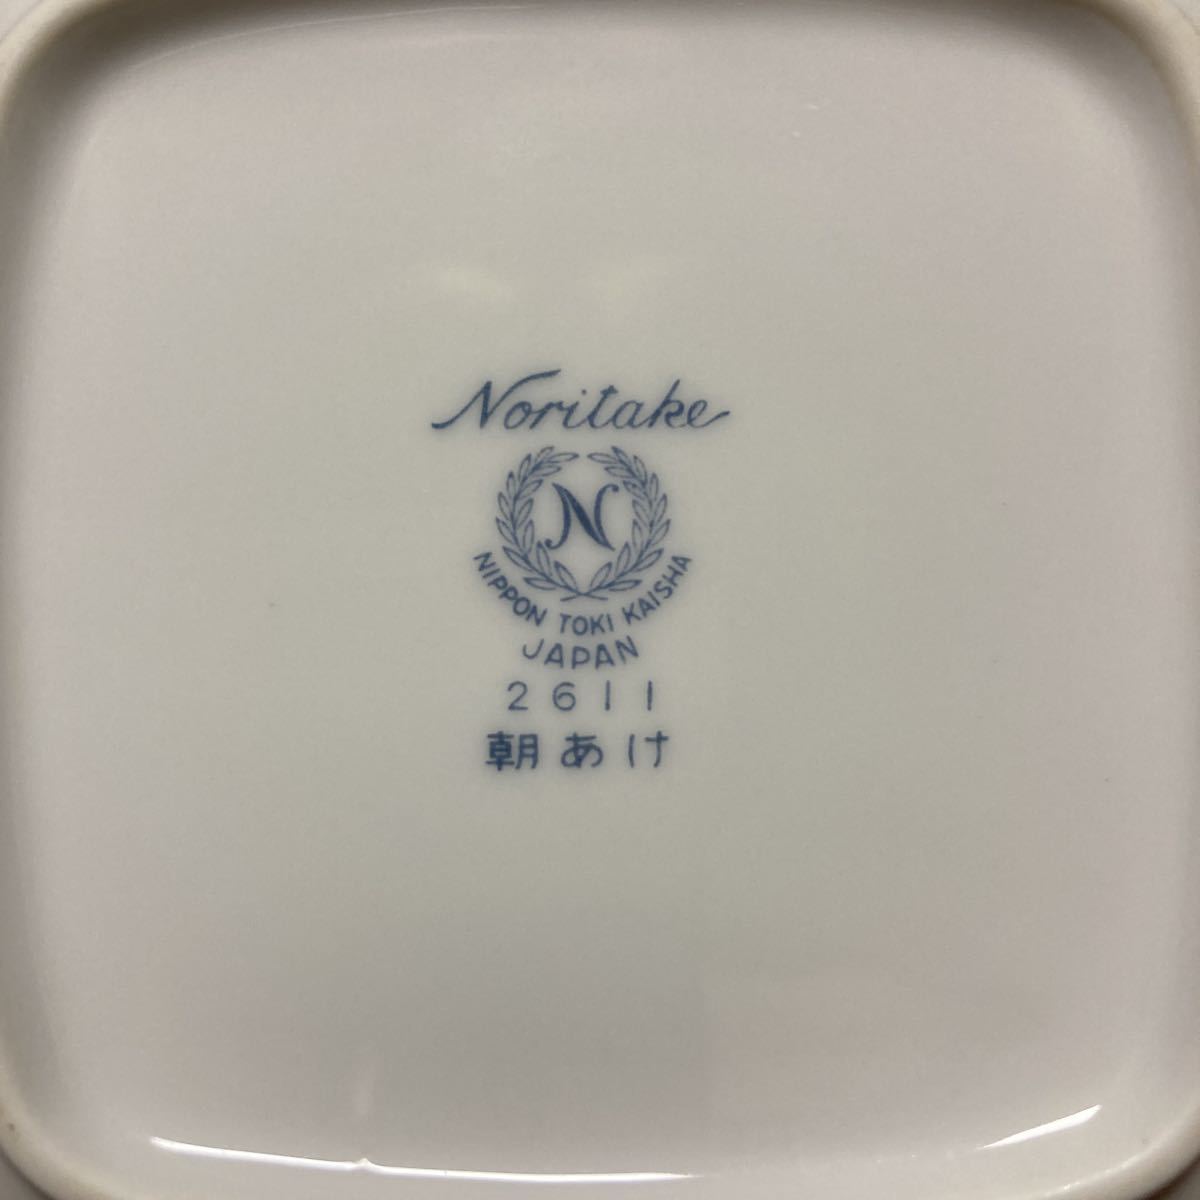 Noritake
N
NIPPON TOKI KAISHA
JAPAN
2611
朝あけ